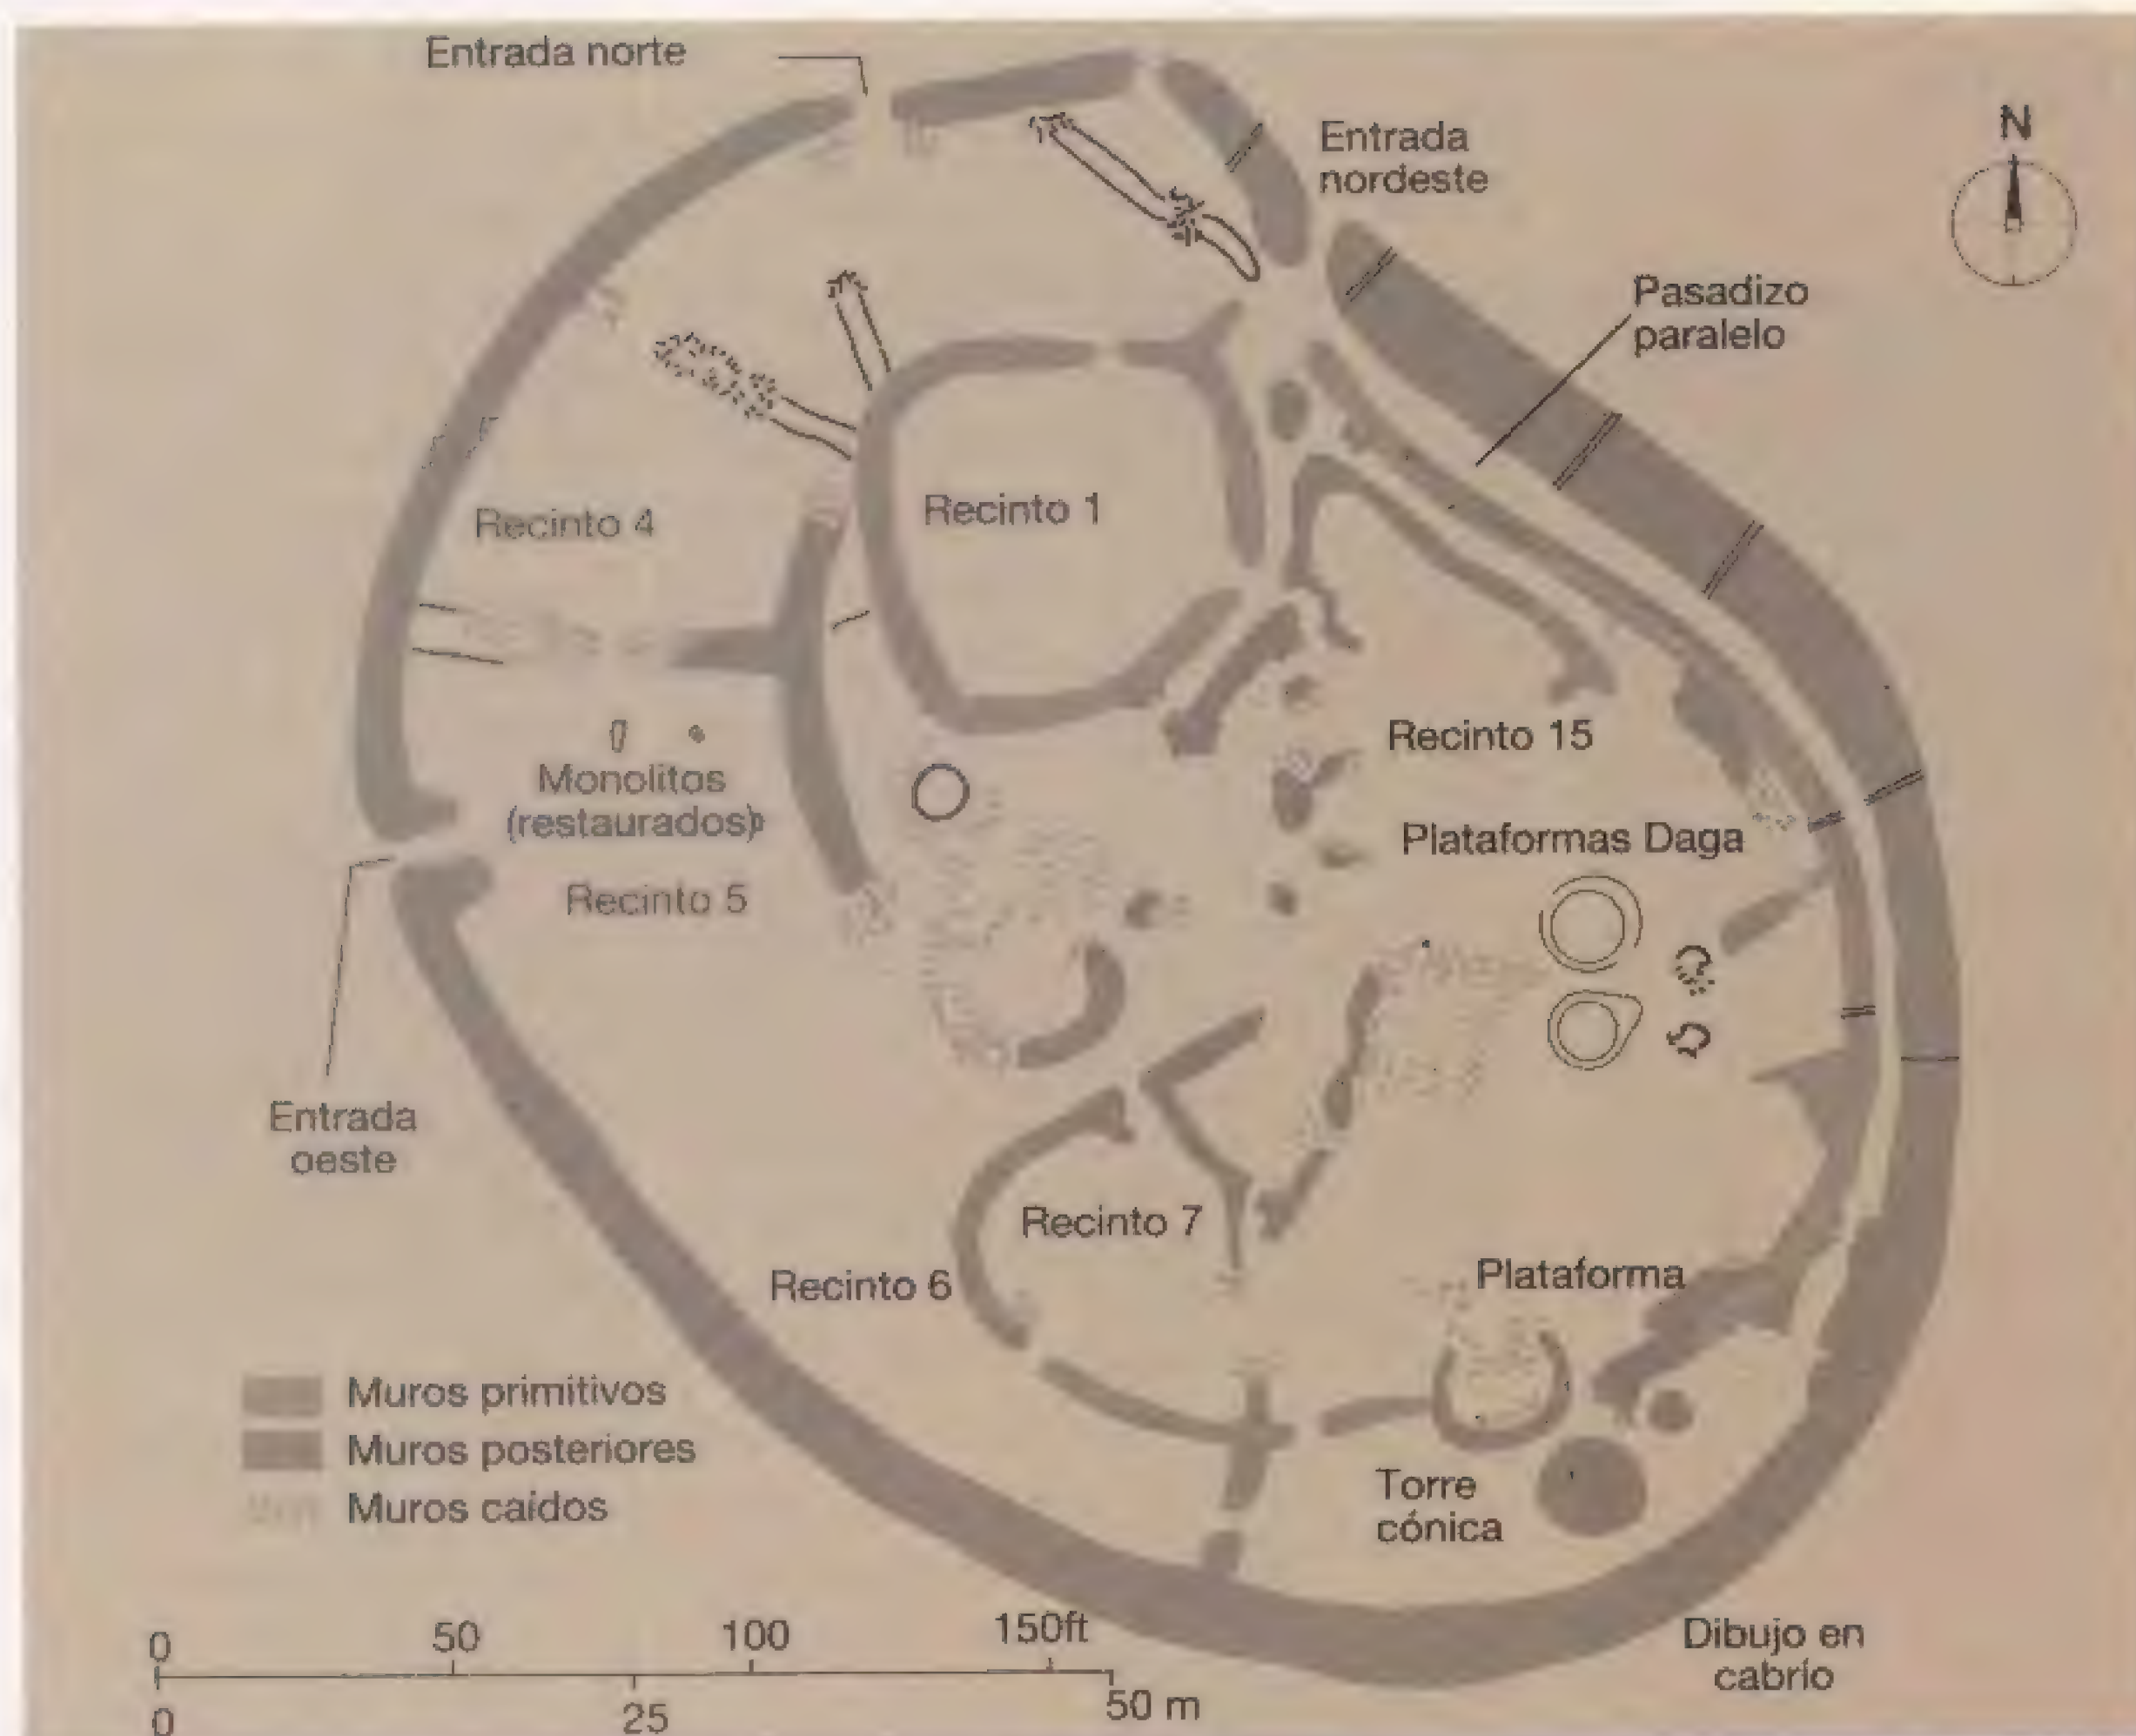 Entrada norte
Entrada
nordeste
N
Pasadizo
paralelo
Recinto 4
Recinto 1
Monolitos
(restaurados)
Recinto 15
Plataformas Daga
Recinto 5
Entrada
oeste
Recinto 7
Recinto 6
Plataforma
Muros primitivos
Muros posteriores
Muros caídos
Torre
cónica
Dibujo en
cabrío
0 50 100 150ft
0 25 50 m